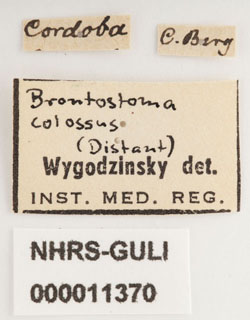 Cordoba
C. Berg
Brontostoma
colossus
(Distant)
Wygodzinsky det.
INST. MED. REG.
NHRS-GULI
000011370